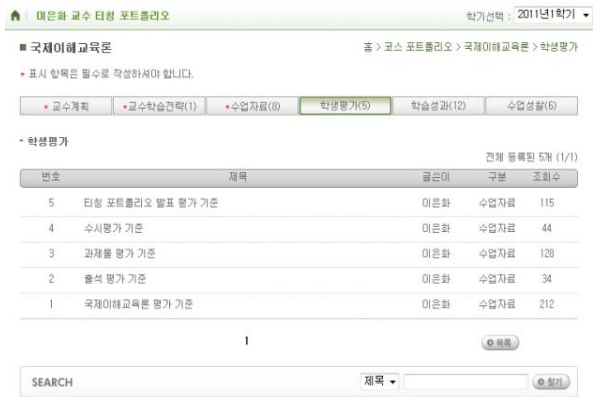 이은화 교수 티칭 포트폴리오
학기선택 : 2011년1학기
국제이해교육론
홈 > 코스 포트폴리오 > 국제이해교육론 > 학생평가
* 표시 항목은 필수로 작성하셔야 합니다.
* 교수계획 *교수학습전략(1) *수업자료(8) 학생평가(5) 학습성과(12) 수업성찰(6)
- 학생평가
전체 등록된 5개 (1/1)
번호 제목 글쓴이 구분 조회수
5 티칭 포트폴리오 발표 평가 기준 이은화 수업자료 115
4 수시평가 기준 이은화 수업자료 44
3 과제물 평가 기준 이은화 수업자료 128
2 출석 평가 기준 이은화 수업자료 34
1 국제이해교육론 평가 기준 이은화 수업자료 212
1
목록
SEARCH 제목 찾기